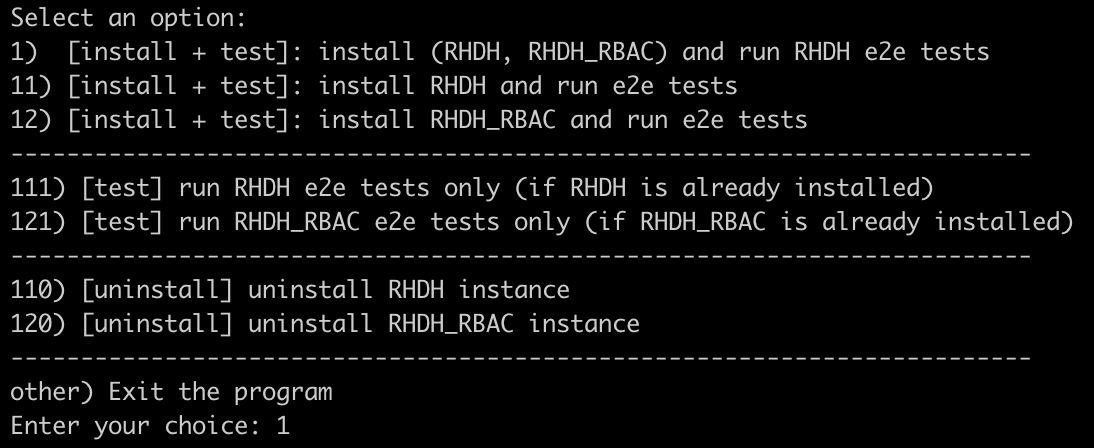 Select an option:
1)  [install + test]: install (RHDH, RHDH_RBAC) and run RHDH e2e tests
11) [install + test]: install RHDH and run e2e tests
12) [install + test]: install RHDH_RBAC and run e2e tests
-------------------------------------------------------------------------
111) [test] run RHDH e2e tests only (if RHDH is already installed)
121) [test] run RHDH_RBAC e2e tests only (if RHDH_RBAC is already installed)
-------------------------------------------------------------------------
110) [uninstall] uninstall RHDH instance
120) [uninstall] uninstall RHDH_RBAC instance
-------------------------------------------------------------------------
other) Exit the program
Enter your choice: 1